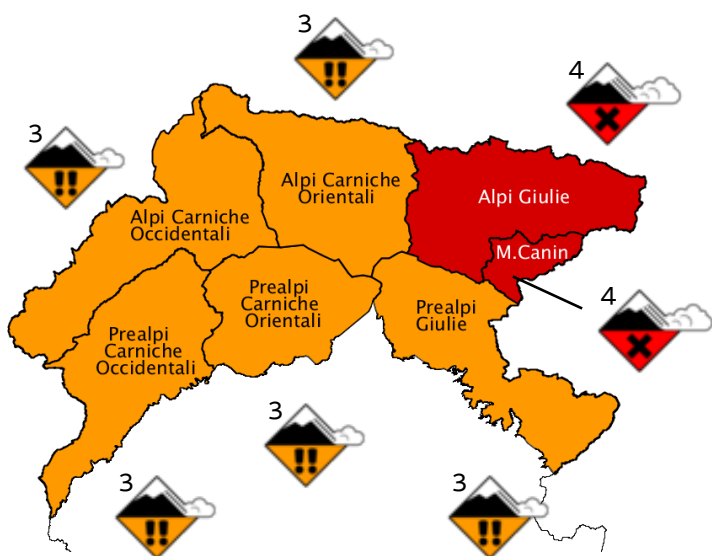 3
4
3
Alpi Carniche
Orientali
Alpi Giulie
Alpi Carniche
Occidentali
M.Canin
Prealpi
Carniche
Orientali
4
Prealpi
Giulie
Prealpi
Carniche
Occidentali
3
3
3